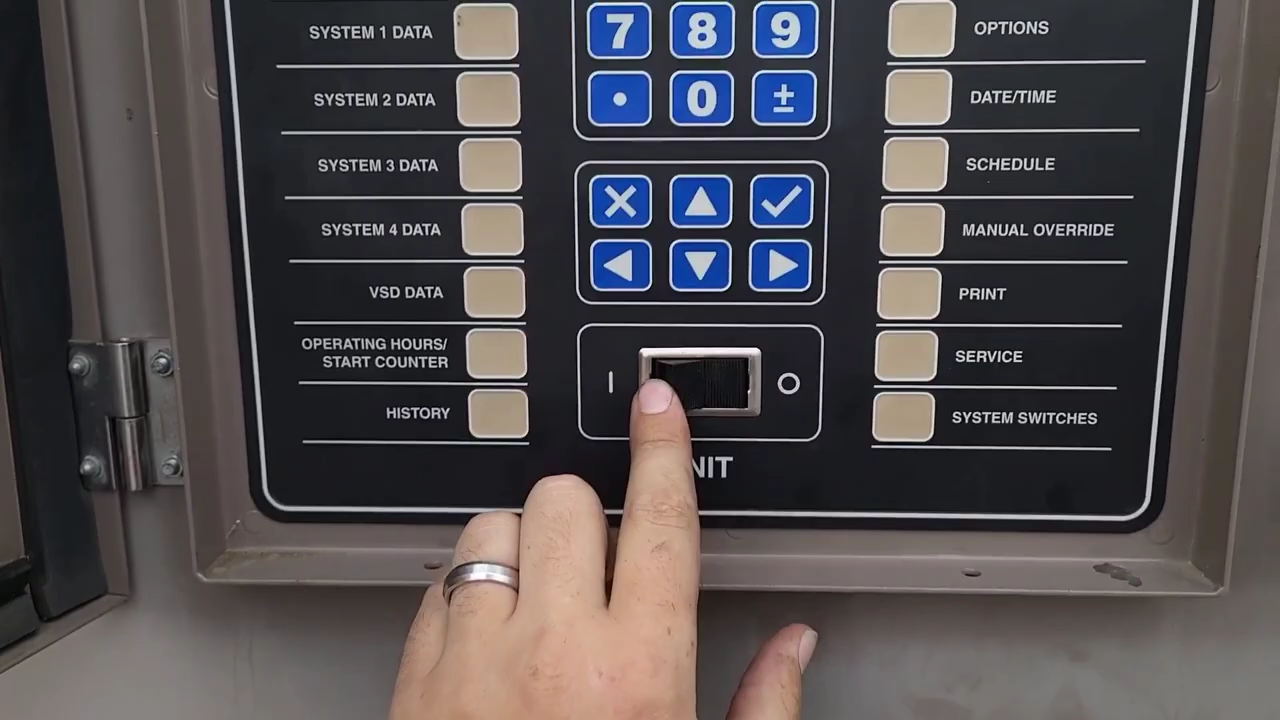 SYSTEM 1 DATA
SYSTEM 2 DATA
SYSTEM 3 DATA
SYSTEM 4 DATA
VSD DATA
OPERATING HOURS/
START COUNTER
HISTORY
7 8 9
• 0 ±
I O
NIT
OPTIONS
DATE/TIME
SCHEDULE
MANUAL OVERRIDE
PRINT
SERVICE
SYSTEM SWITCHES